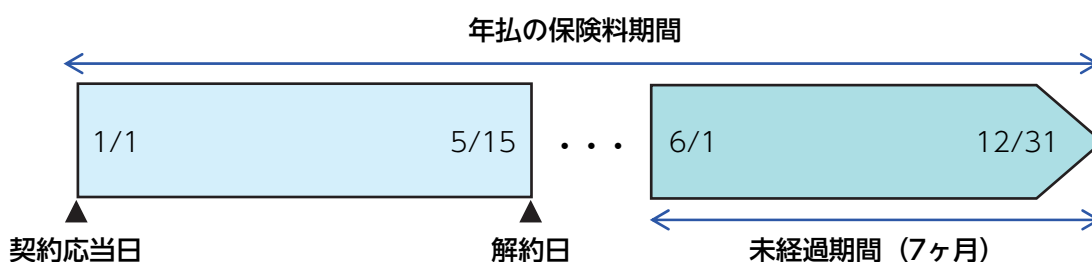 年払の保険料期間
1/1 5/15 ・・・ 6/1 12/31
契約応当日 解約日 未経過期間（7ヶ月）